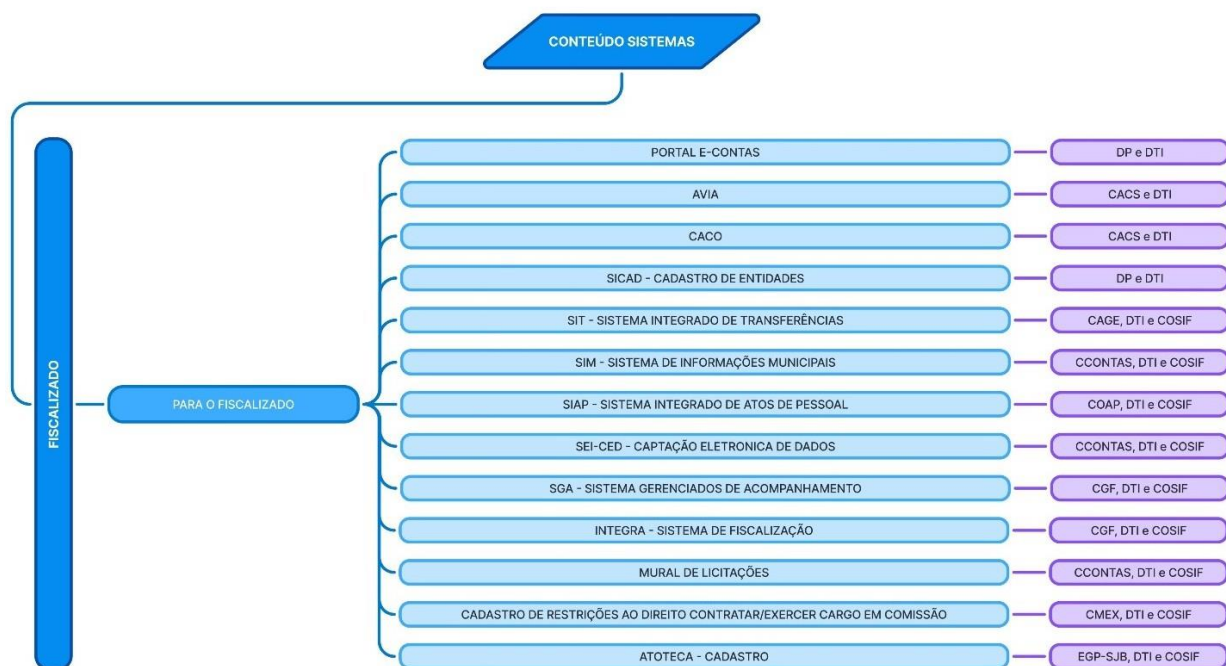 CONTEÚDO SISTEMAS
FISCALIZADO
PARA O FISCALIZADO
PORTAL E-CONTAS
DP e DTI
AVIA
CACS e DTI
CACO
CACS e DTI
SICAD - CADASTRO DE ENTIDADES
DP e DTI
SIT - SISTEMA INTEGRADO DE TRANSFERÊNCIAS
CAGE, DTI e COSIF
SIM - SISTEMA DE INFORMAÇÕES MUNICIPAIS
CCONTAS, DTI e COSIF
SIAP - SISTEMA INTEGRADO DE ATOS DE PESSOAL
COAP, DTI e COSIF
SEI-CED - CAPTAÇÃO ELETRONICA DE DADOS
CCONTAS, DTI e COSIF
SGA - SISTEMA GERENCIADOS DE ACOMPANHAMENTO
CGF, DTI e COSIF
INTEGRA - SISTEMA DE FISCALIZAÇÃO
CGF, DTI e COSIF
MURAL DE LICITAÇÕES
CCONTAS, DTI e COSIF
CADASTRO DE RESTRIÇÕES AO DIREITO CONTRATAR/EXERCER CARGO EM COMISSÃO
CMEX, DTI e COSIF
ATOTECA - CADASTRO
EGP-SJB, DTI e COSIF